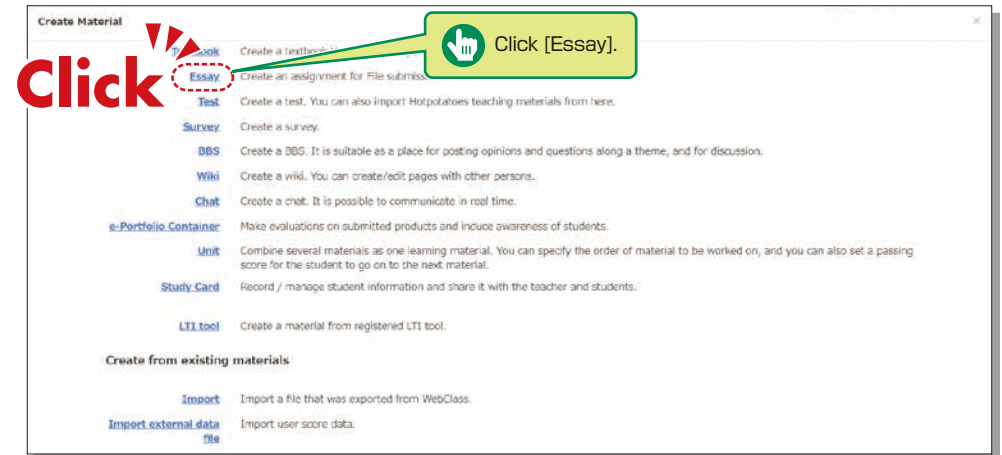 Create Material
Click [Essay].
Create a
Click
Essay Create an assignment for File
Test Create a test. You can also import Hotpotatoes teaching materials from here.
Survey Create a survey.
BBS Create a BBS. It is suitable as a place for posting opinions and questions along a theme, and for discussion.
Wiki Create a wiki. You can create/edit pages with other persons.
Chat Create a chat. It is possible to communicate in real time.
e-Portfolio Container Make evaluations on submitted products and induce awareness of students.
Unit Combine several materials as one learning material. You can specify the order of material to be worked on, and you can also set a passing
score for the student to go on to the next material.
Study Card Record / manage student information and share it with the teacher and students.
LTI tool Create a material from registered LTI tool.
Create from existing materials
Import Import a file that was exported from WebClass.
Import external data Import user score data.
file